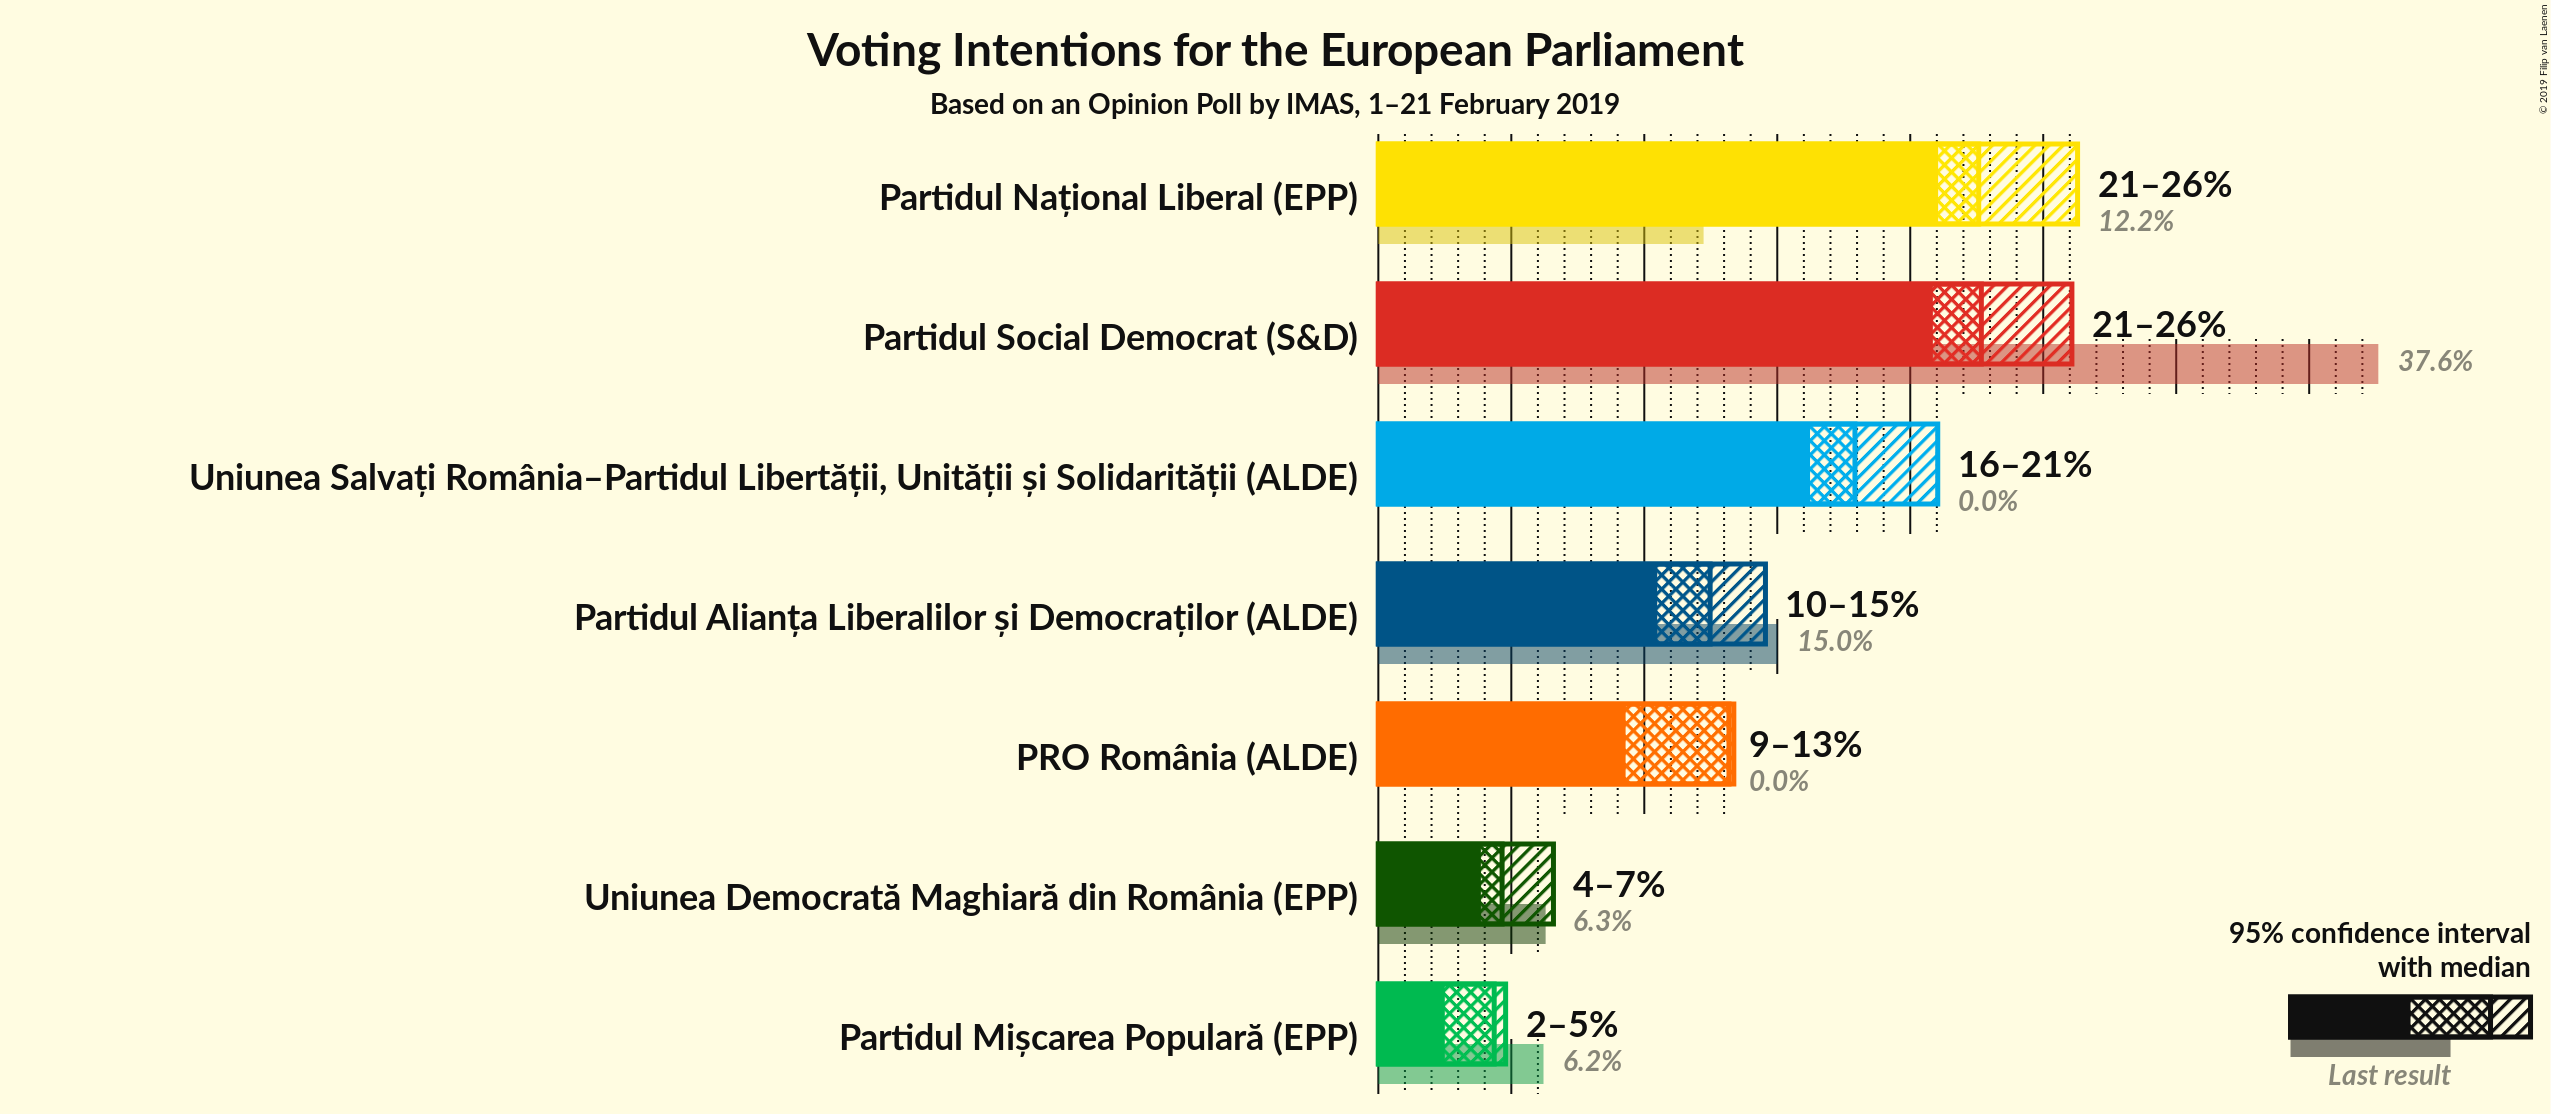 Voting Intentions for the European Parliament
Based on an Opinion Poll by IMAS, 1–21 February 2019
© 2019 Filip van Laenen
Partidul Național Liberal (EPP)
21–26%
12.2%
Partidul Social Democrat (S&D)
21–26%
37.6%
Uniunea Salvați România–Partidul Libertății, Unității și Solidarității (ALDE)
16–21%
0.0%
Partidul Alianța Liberalilor și Democraților (ALDE)
10–15%
15.0%
PRO România (ALDE)
9–13%
0.0%
Uniunea Democrată Maghiară din România (EPP)
4–7%
6.3%
Partidul Mișcarea Populară (EPP)
2–5%
6.2%
95% confidence interval
with median
Last result